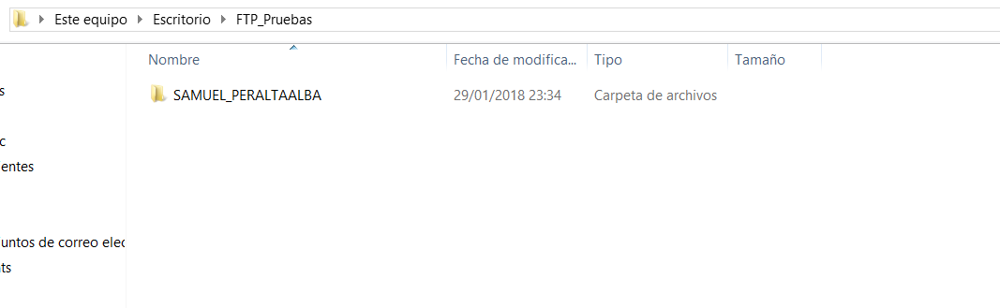 Este equipo Escritorio FTP_Pruebas
Nombre Fecha de modifica... Tipo Tamaño
SAMUEL_PERALTAALBA 29/01/2018 23:34 Carpeta de archivos
s
c
entes
untos de correo elec
ts